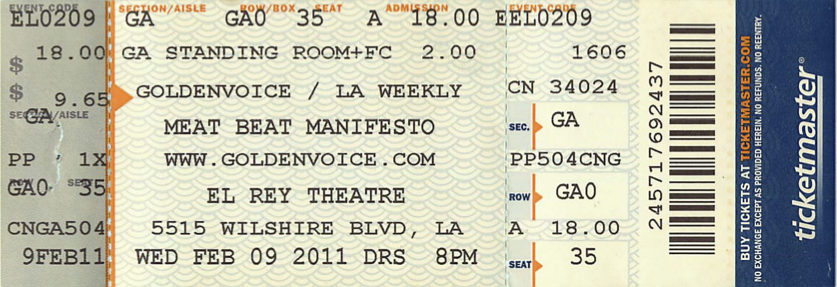 EVENT CODE SECTION/AISLE ROW/BOX SEAT ADMISSION EVENT CODE
EL0209 GA GA0 35 A 18.00 EEL0209
$ 18.00 GA STANDING ROOM+FC 2.00 1606
$ 9.65 GOLDENVOICE / LA WEEKLY CN 34024
SECTION/AISLE
GA MEAT BEAT MANIFESTO SEC. GA
PP 1X WWW.GOLDENVOICE.COM PP504CNG
ROW SEAT
GA0 35 EL REY THEATRE ROW GA0
CNGA504 5515 WILSHIRE BLVD, LA A 18.00
9FEB11 WED FEB 09 2011 DRS 8PM SEAT 35
245717692437
BUY TICKETS AT TICKETMASTER.COM
NO EXCHANGE EXCEPT AS PROVIDED HEREIN. NO REFUNDS. NO REENTRY.
ticketmaster®